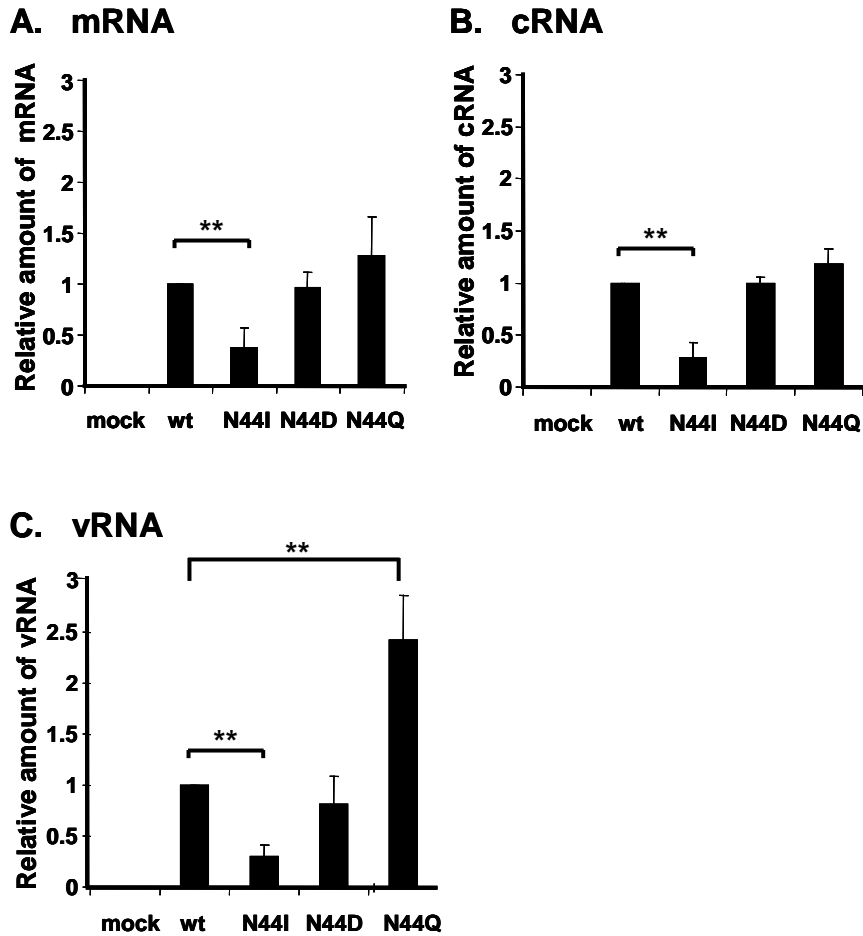 A. mRNA
Relative amount of mRNA
3
2.5
2
1.5
1
0.5
0
**
mock wt N44I N44D N44Q
B. cRNA
Relative amount of cRNA
3
2.5
2
1.5
1
0.5
0
**
mock wt N44I N44D N44Q
C. vRNA
Relative amount of vRNA
3
2.5
2
1.5
1
0.5
0
**
**
mock wt N44I N44D N44Q